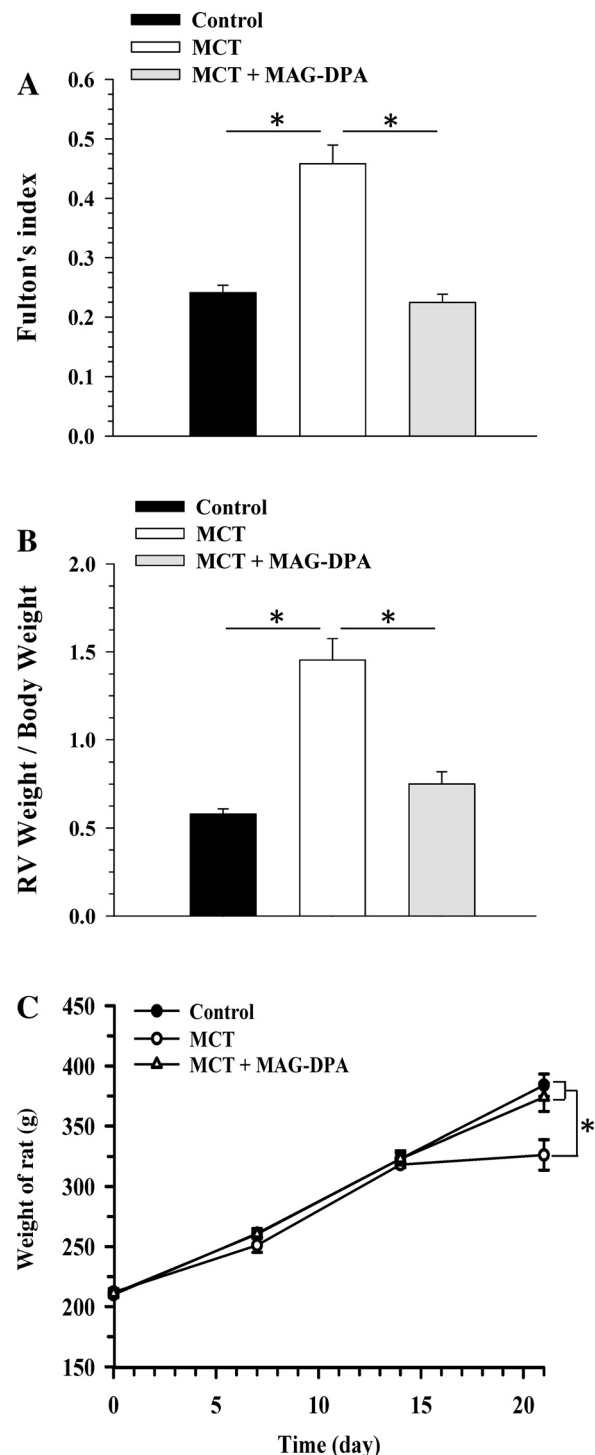 Control
MCT
MCT + MAG-DPA
A
0.6
*
*
0.5
0.4
0.3
0.2
0.1
0.0
Fulton's index
Control
MCT
MCT + MAG-DPA
B
2.0
*
*
1.5
1.0
0.5
0.0
RV Weight / Body Weight
C
Control
MCT
MCT + MAG-DPA
450
400
350
300
250
200
150
*
Weight of rat (g)
0 5 10 15 20
Time (day)